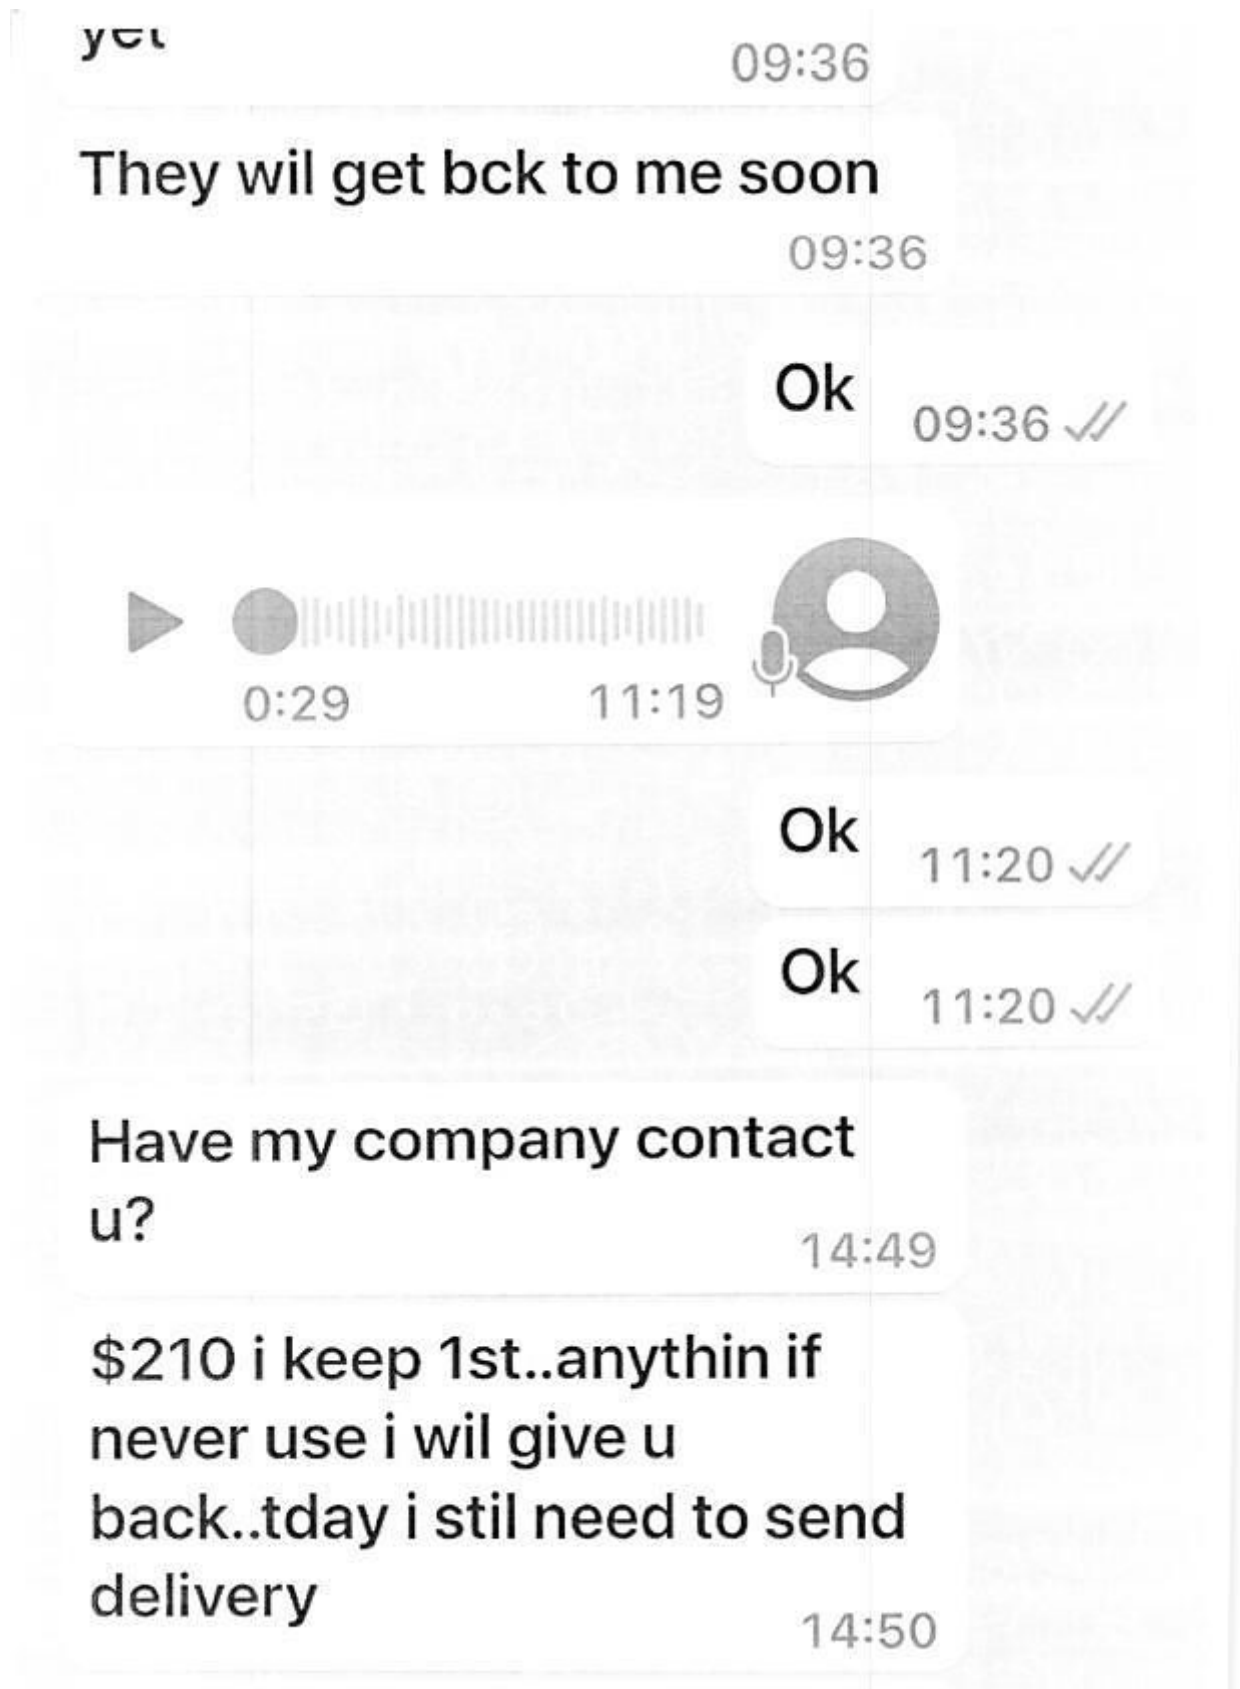 yet
09:36
They wil get bck to me soon
09:36
Ok 09:36
0:29 11:19
Ok 11:20
Ok 11:20
Have my company contact
u?
14:49
$210 i keep 1st..anythin if
never use i wil give u
back..tday i stil need to send
delivery
14:50